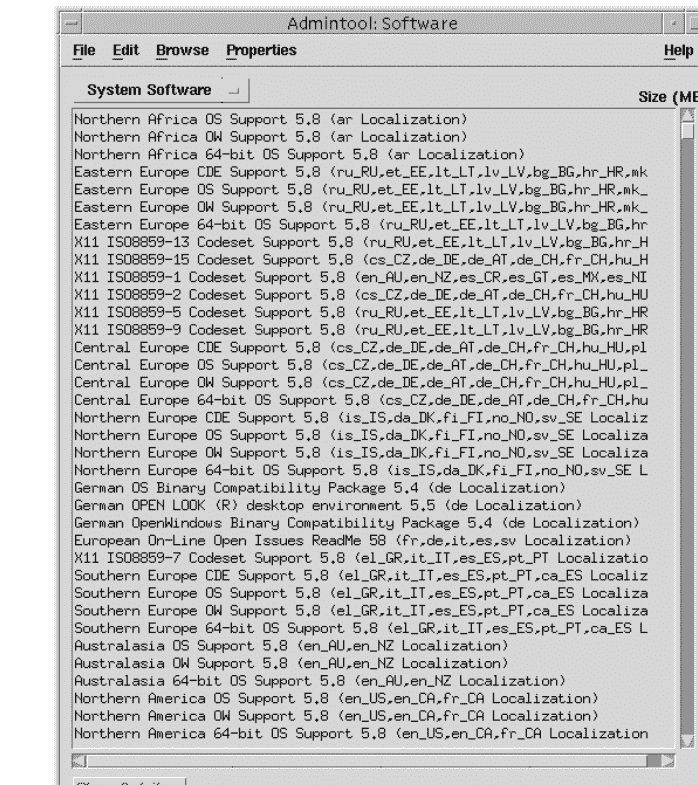 Admintool: Software
File Edit Browse Properties Help
System Software
Size (MB
Northern Africa OS Support 5.8 (ar Localization)
Northern Africa OW Support 5.8 (ar Localization)
Northern Africa 64-bit OS Support 5.8 (ar Localization)
Eastern Europe CDE Support 5.8 (ru_RU,et_EE,lt_LT,lv_LV,bg_BG,hr_HR,mk
Eastern Europe OS Support 5.8 (ru_RU,et_EE,lt_LT,lv_LV,bg_BG,hr_HR,mk_
Eastern Europe OW Support 5.8 (ru_RU,et_EE,lt_LT,lv_LV,bg_BG,hr_HR,mk_
Eastern Europe 64-bit OS Support 5.8 (ru_RU,et_EE,lt_LT,lv_LV,bg_BG,hr
X11 ISO8859-13 Codeset Support 5.8 (ru_RU,et_EE,lt_LT,lv_LV,bg_BG,hr_H
X11 ISO8859-15 Codeset Support 5.8 (cs_CZ,de_DE,de_AT,de_CH,fr_CH,hu_H
X11 ISO8859-1 Codeset Support 5.8 (en_AU,en_NZ,es_CR,es_GT,es_MX,es_NI
X11 ISO8859-2 Codeset Support 5.8 (cs_CZ,de_DE,de_AT,de_CH,fr_CH,hu_HU
X11 ISO8859-5 Codeset Support 5.8 (ru_RU,et_EE,lt_LT,lv_LV,bg_BG,hr_HR
X11 ISO8859-9 Codeset Support 5.8 (ru_RU,et_EE,lt_LT,lv_LV,bg_BG,hr_HR
Central Europe CDE Support 5.8 (cs_CZ,de_DE,de_AT,de_CH,fr_CH,hu_HU,pl
Central Europe OS Support 5.8 (cs_CZ,de_DE,de_AT,de_CH,fr_CH,hu_HU,pl_
Central Europe OW Support 5.8 (cs_CZ,de_DE,de_AT,de_CH,fr_CH,hu_HU,pl_
Central Europe 64-bit OS Support 5.8 (cs_CZ,de_DE,de_AT,de_CH,fr_CH,hu
Northern Europe CDE Support 5.8 (is_IS,da_DK,fi_FI,no_NO,sv_SE Localiz
Northern Europe OS Support 5.8 (is_IS,da_DK,fi_FI,no_NO,sv_SE Localiza
Northern Europe OW Support 5.8 (is_IS,da_DK,fi_FI,no_NO,sv_SE Localiza
Northern Europe 64-bit OS Support 5.8 (is_IS,da_DK,fi_FI,no_NO,sv_SE L
German OS Binary Compatibility Package 5.4 (de Localization)
German OPEN LOOK (R) desktop environment 5.5 (de Localization)
German OpenWindows Binary Compatibility Package 5.4 (de Localization)
European On-Line Open Issues ReadMe 58 (fr,de,it,es,sv Localization)
X11 ISO8859-7 Codeset Support 5.8 (el_GR,it_IT,es_ES,pt_PT Localizatio
Southern Europe CDE Support 5.8 (el_GR,it_IT,es_ES,pt_PT,ca_ES Localiz
Southern Europe OS Support 5.8 (el_GR,it_IT,es_ES,pt_PT,ca_ES Localiza
Southern Europe OW Support 5.8 (el_GR,it_IT,es_ES,pt_PT,ca_ES Localiza
Southern Europe 64-bit OS Support 5.8 (el_GR,it_IT,es_ES,pt_PT,ca_ES L
Australasia OS Support 5.8 (en_AU,en_NZ Localization)
Australasia OW Support 5.8 (en_AU,en_NZ Localization)
Australasia 64-bit OS Support 5.8 (en_AU,en_NZ Localization)
Northern America OS Support 5.8 (en_US,en_CA,fr_CA Localization)
Northern America OW Support 5.8 (en_US,en_CA,fr_CA Localization)
Northern America 64-bit OS Support 5.8 (en_US,en_CA,fr_CA Localization